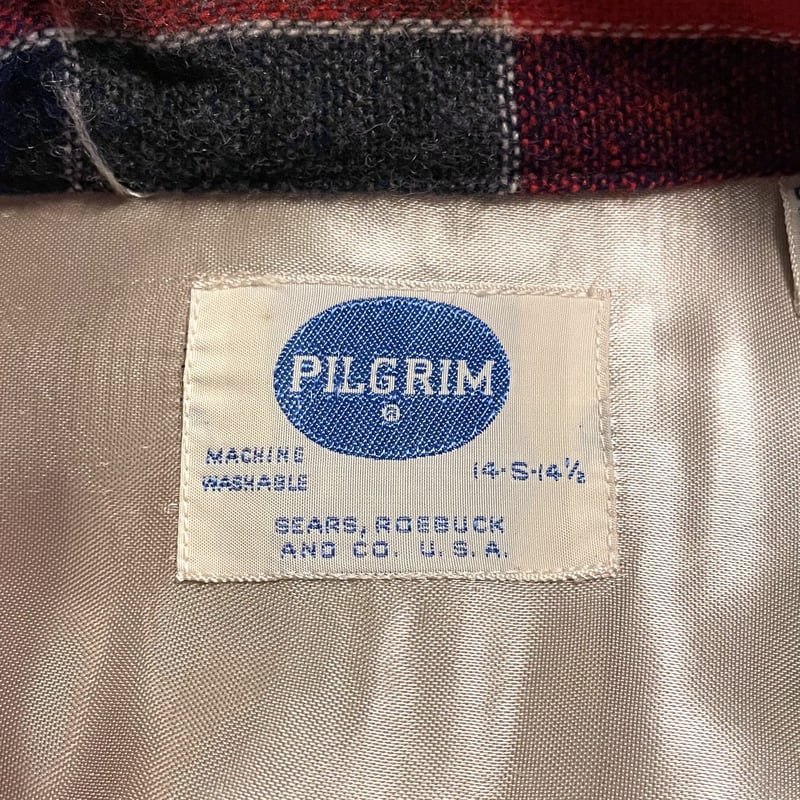 PILGRIM
®
MACHINE
WASHABLE
14-S-14½
SEARS, ROEBUCK
AND CO. U.S.A.